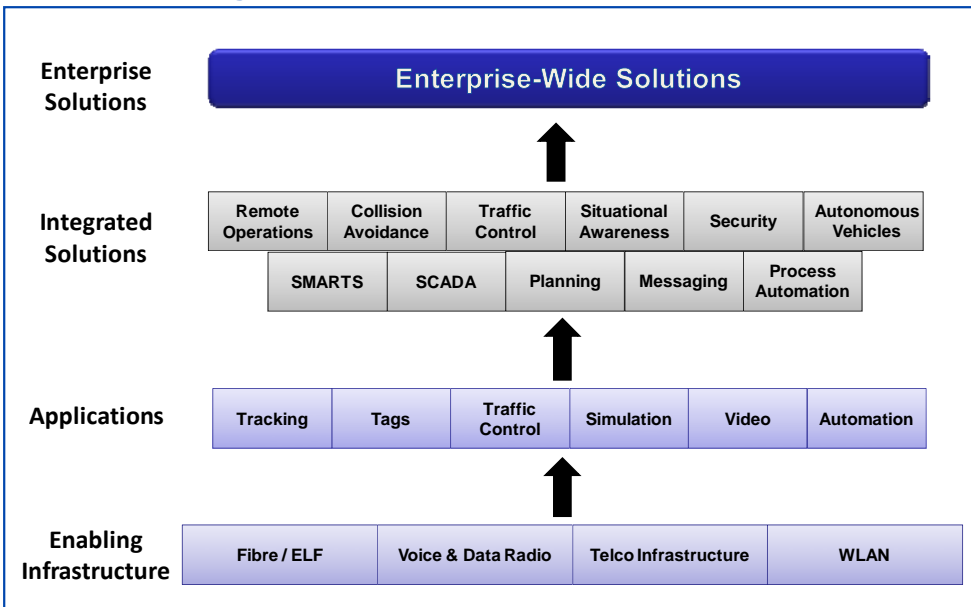 Enterprise
Solutions
Enterprise-Wide Solutions
Integrated
Solutions
Remote
Operations
Collision
Avoidance
Traffic
Control
Situational
Awareness
Security
Autonomous
Vehicles
SMARTS
SCADA
Planning
Messaging
Process
Automation
Applications
Tracking
Tags
Traffic
Control
Simulation
Video
Automation
Enabling
Infrastructure
Fibre / ELF
Voice & Data Radio
Telco Infrastructure
WLAN